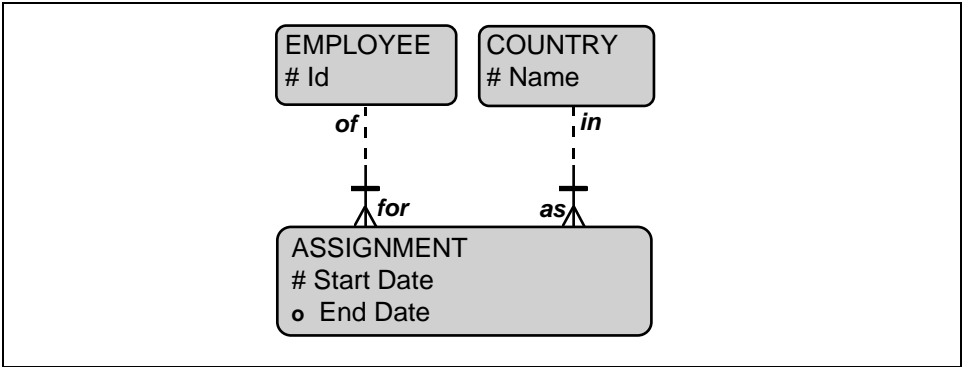 EMPLOYEE
# Id
COUNTRY
# Name
of
in
for
as
ASSIGNMENT
# Start Date
o End Date